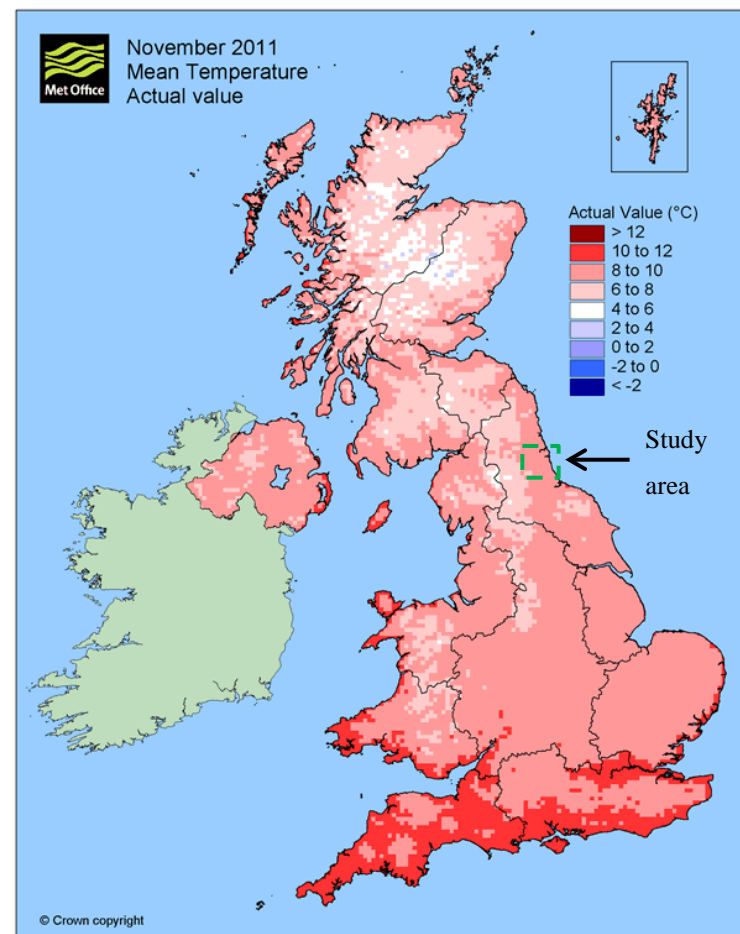 Met Office
November 2011
Mean Temperature
Actual value
Actual Value (°C)
> 12
10 to 12
8 to 10
6 to 8
4 to 6
2 to 4
0 to 2
-2 to 0
< -2
Study
area
© Crown copyright